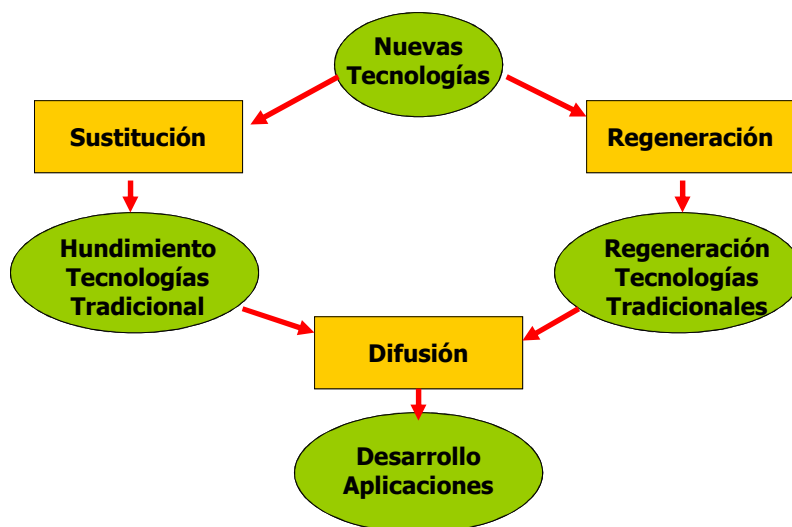 Nuevas
Tecnologías
Sustitución
Regeneración
Hundimiento
Tecnologías
Tradicional
Regeneración
Tecnologías
Tradicionales
Difusión
Desarrollo
Aplicaciones